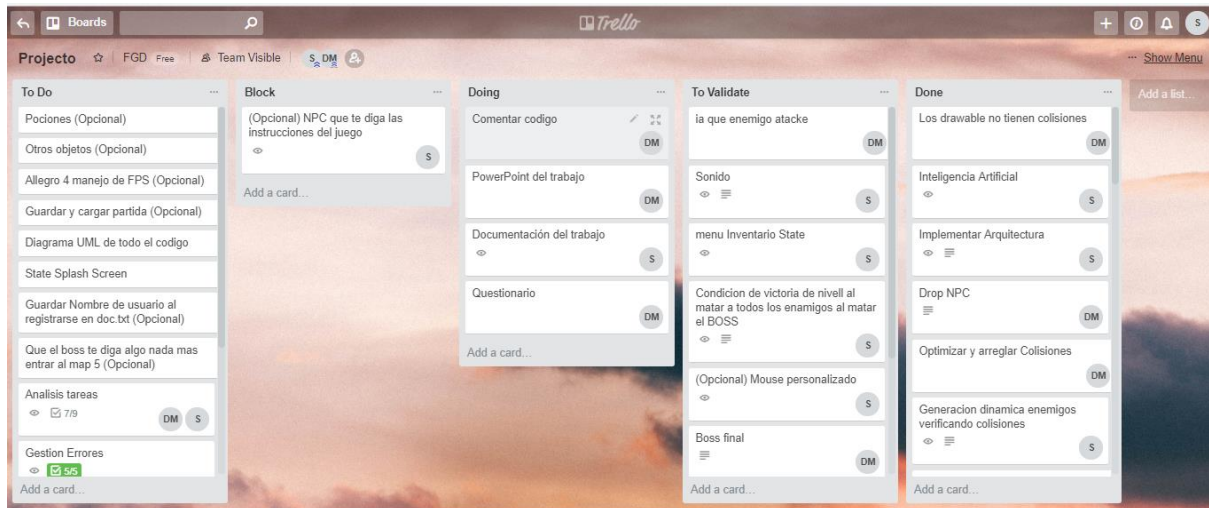 Boards
Trello
S
Projecto
FGD Free
Team Visible
S DM
... Show Menu
To Do ...
Pociones (Opcional)
Otros objetos (Opcional)
Allegro 4 manejo de FPS (Opcional)
Guardar y cargar partida (Opcional)
Diagrama UML de todo el codigo
State Splash Screen
Guardar Nombre de usuario al
registrarse en doc.txt (Opcional)
Que el boss te diga algo nada mas
entrar al map 5 (Opcional)
Analisis tareas
7/9
DM S
Gestion Errores
5/5
Add a card...
Block ...
(Opcional) NPC que te diga las
instrucciones del juego
S
Add a card...
Doing ...
Comentar codigo
DM
PowerPoint del trabajo
DM
Documentación del trabajo
S
Questionario
DM
Add a card...
To Validate ...
ia que enemigo atacke
DM
Sonido
S
menu Inventario State
S
Condicion de victoria de nivell al
matar a todos los enamigos al matar
el BOSS
S
(Opcional) Mouse personalizado
S
Boss final
DM
Add a card...
Done ...
Los drawable no tienen colisiones
DM
Inteligencia Artificial
S
Implementar Arquitectura
S
Drop NPC
DM
Optimizar y arreglar Colisiones
DM
Generacion dinamica enemigos
verificando colisiones
S
Add a card...
Add a list...